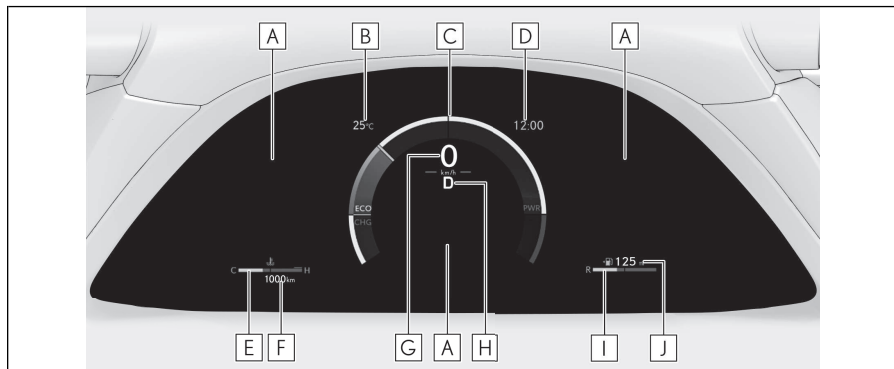 A B C D A
25°C 12:00
0
km/h
D
ECO PWR
CHG
125
C H R
1000km
E F G A H I J